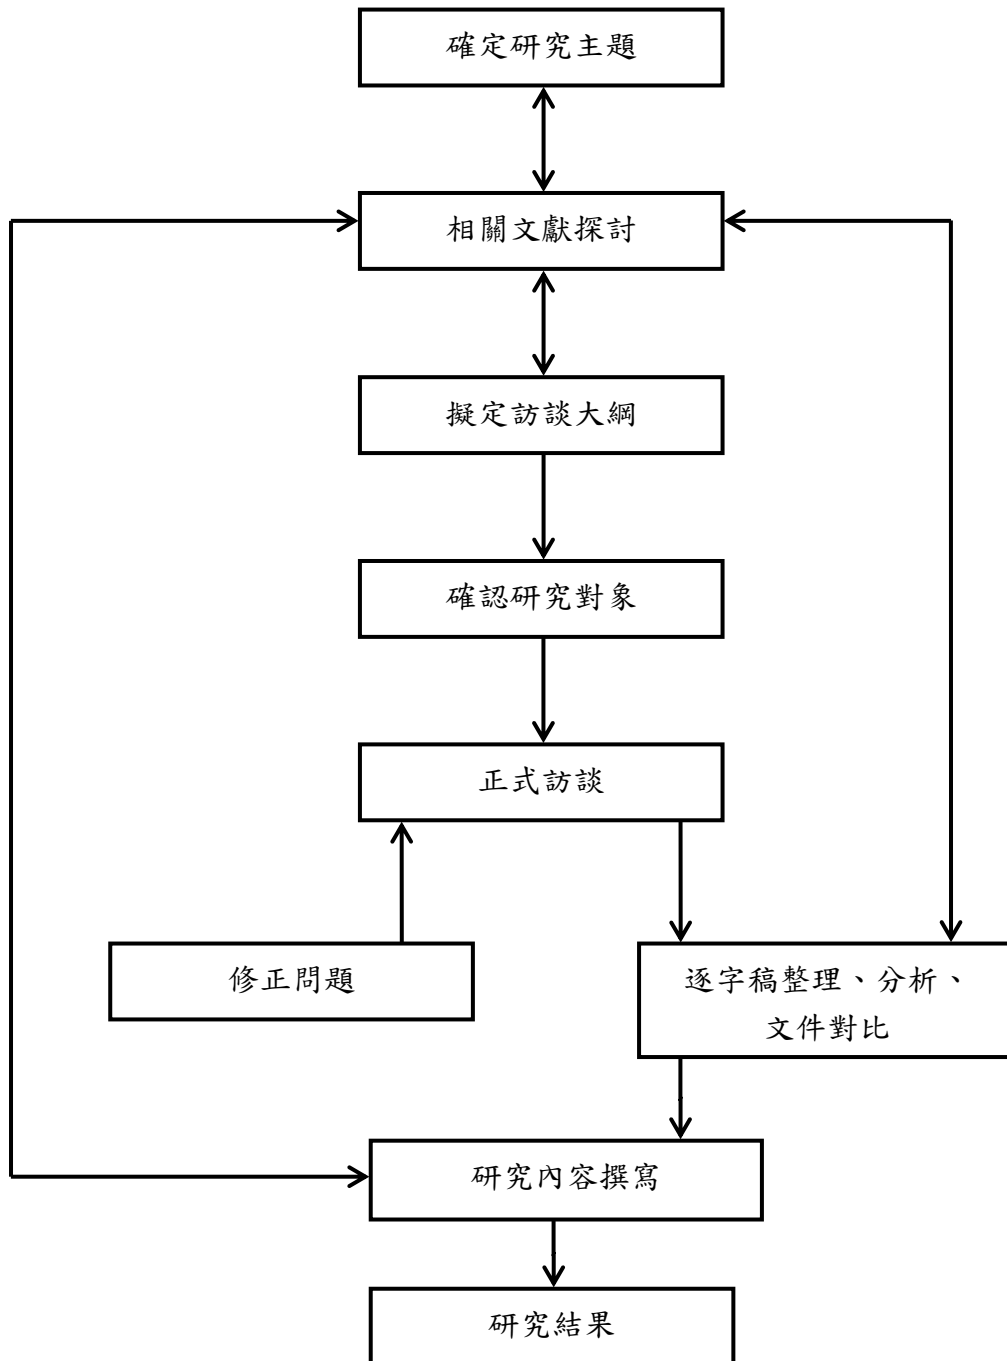 確定研究主題
相關文獻探討
擬定訪談大綱
確認研究對象
正式訪談
修正問題
逐字稿整理、分析、
文件對比
研究內容撰寫
研究結果